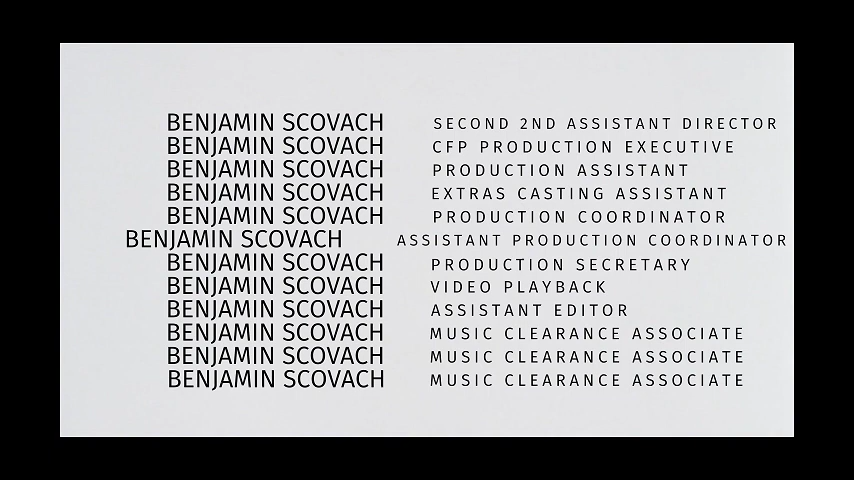 BENJAMIN SCOVACH SECOND 2ND ASSISTANT DIRECTOR
BENJAMIN SCOVACH CFP PRODUCTION EXECUTIVE
BENJAMIN SCOVACH PRODUCTION ASSISTANT
BENJAMIN SCOVACH EXTRAS CASTING ASSISTANT
BENJAMIN SCOVACH PRODUCTION COORDINATOR
BENJAMIN SCOVACH ASSISTANT PRODUCTION COORDINATOR
BENJAMIN SCOVACH PRODUCTION SECRETARY
BENJAMIN SCOVACH VIDEO PLAYBACK
BENJAMIN SCOVACH ASSISTANT EDITOR
BENJAMIN SCOVACH MUSIC CLEARANCE ASSOCIATE
BENJAMIN SCOVACH MUSIC CLEARANCE ASSOCIATE
BENJAMIN SCOVACH MUSIC CLEARANCE ASSOCIATE